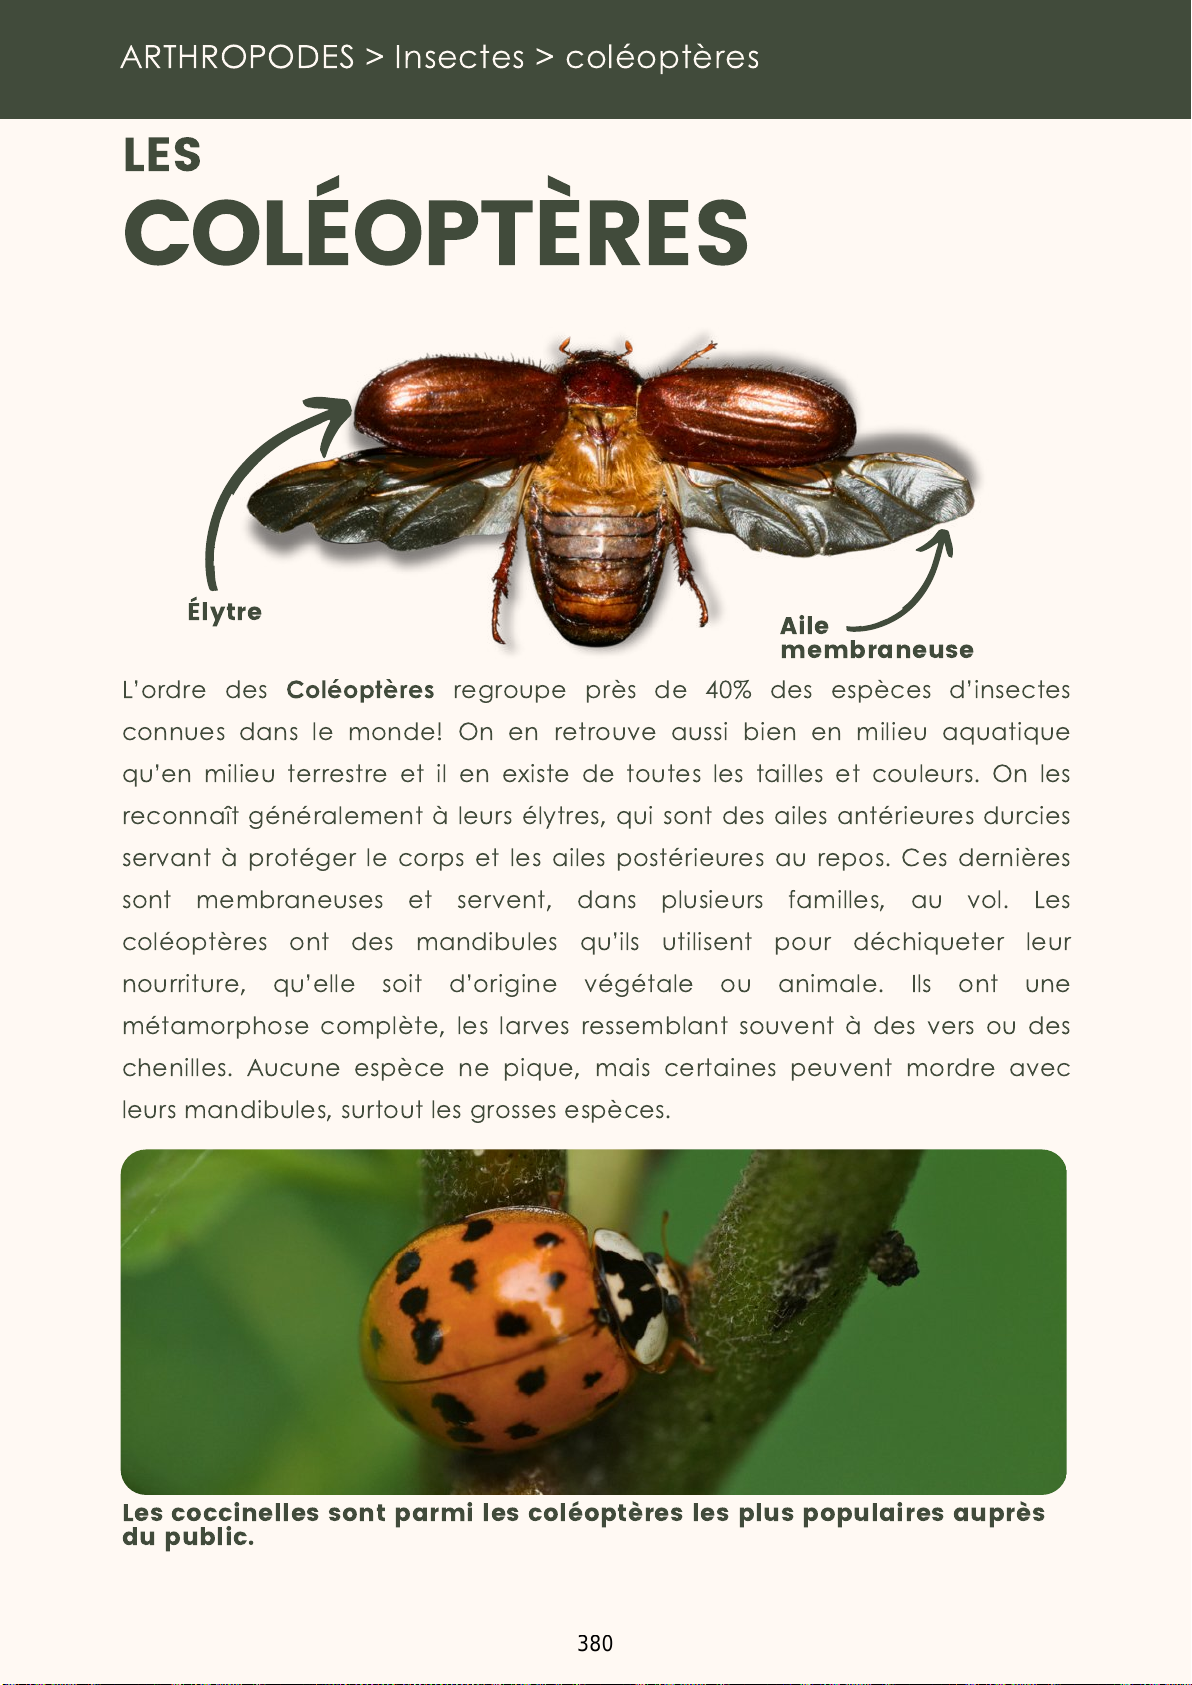 ARTHROPODES > Insectes > coléoptères
LES
COLÉOPTÈRES
Élytre
Aile
membraneuse
L'ordre des Coléoptères regroupe près de 40% des espèces d'insectes
connues dans le monde! On en retrouve aussi bien en milieu aquatique
qu'en milieu terrestre et il en existe de toutes les tailles et couleurs. On les
reconnaît généralement à leurs élytres, qui sont des ailes antérieures durcies
servant à protéger le corps et les ailes postérieures au repos. Ces dernières
sont membraneuses et servent, dans plusieurs familles, au vol. Les
coléoptères ont des mandibules qu'ils utilisent pour déchiqueter leur
nourriture, qu'elle soit d'origine végétale ou animale. Ils ont une
métamorphose complète, les larves ressemblant souvent à des vers ou des
chenilles. Aucune espèce ne pique, mais certaines peuvent mordre avec
leurs mandibules, surtout les grosses espèces.
Les coccinelles sont parmi les coléoptères les plus populaires auprès
du public.
380